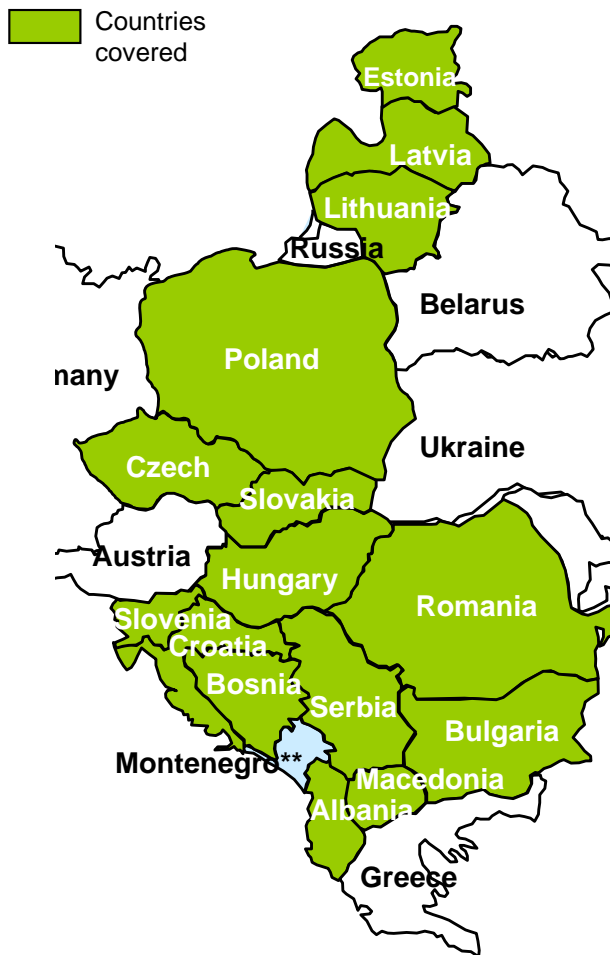 Countries
covered
Estonia
Latvia
Lithuania
Russia
Belarus
Poland
many
Ukraine
Czech
Slovakia
Austria
Hungary
Romania
Slovenia
Croatia
Bosnia
Serbia
Bulgaria
Montenegro**
Macedonia
Albania
Greece